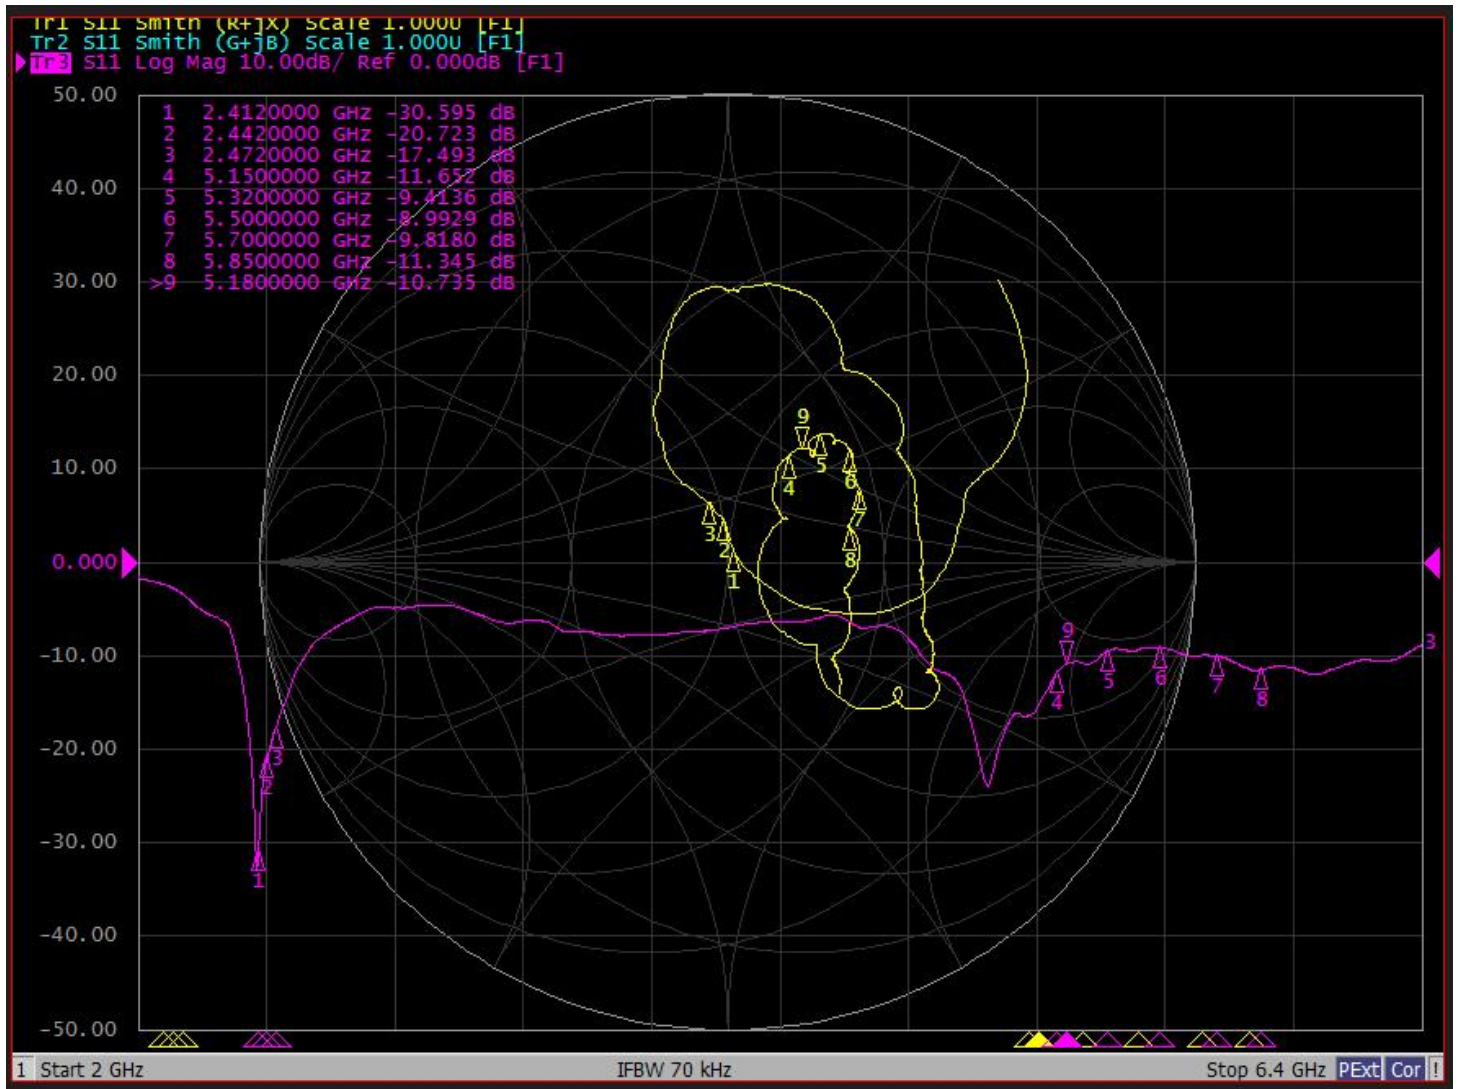 Tr1 S11 Smith (R+jX) Scale 1.000U [F1]
Tr2 S11 Smith (G+jB) Scale 1.000U [F1]
Tr3 S11 Log Mag 10.00dB/ Ref 0.000dB [F1]
50.00
1 2.4120000 GHz -30.595 dB
2 2.4420000 GHz -20.723 dB
3 2.4720000 GHz -17.493 dB
40.00
4 5.1500000 GHz -11.652 dB
5 5.3200000 GHz -9.4136 dB
6 5.5000000 GHz -8.9929 dB
7 5.7000000 GHz -9.8180 dB
8 5.8500000 GHz -11.345 dB
30.00
>9 5.1800000 GHz -10.735 dB
20.00
9
10.00
5
6
4
7
3
2
8
0.000
1
9
3
-10.00
5
6
7
4
8
-20.00
3
2
-30.00
1
-40.00
-50.00
1 Start 2 GHz IFBW 70 kHz Stop 6.4 GHz PExt Cor !